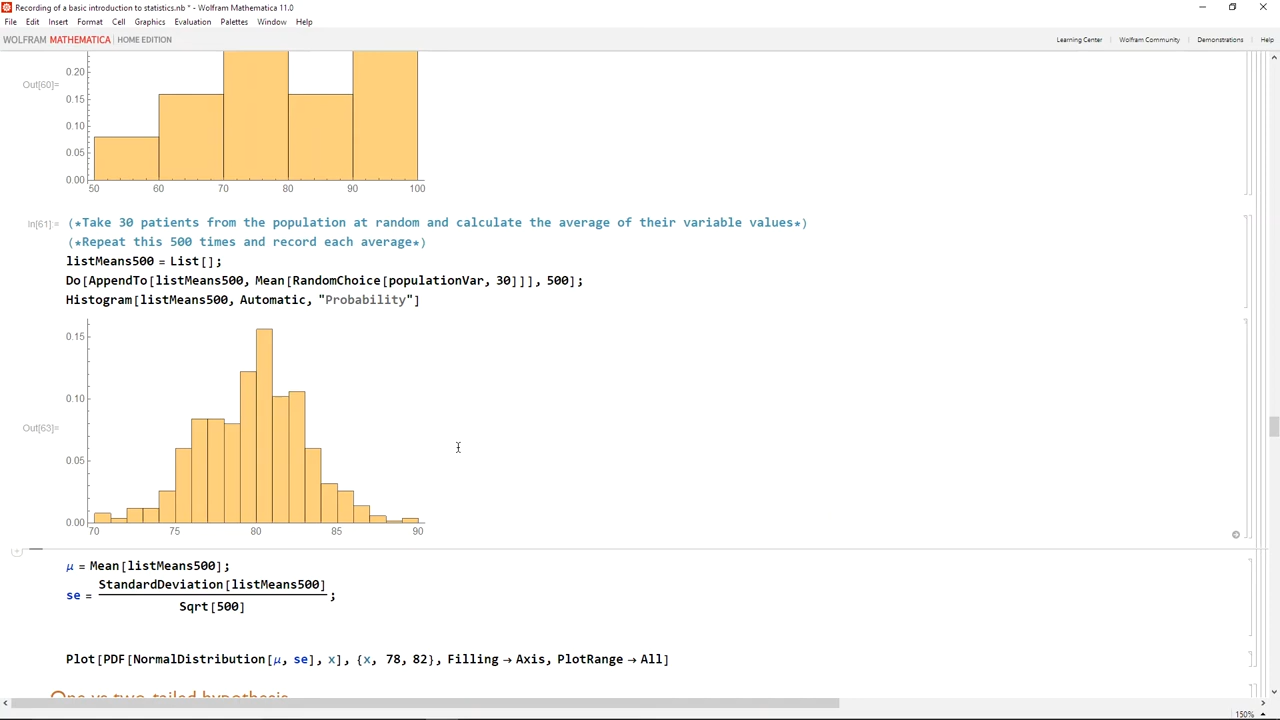 Recording of a basic introduction to statistics.nb * - Wolfram Mathematica 11.0
File Edit Insert Format Cell Graphics Evaluation Palettes Window Help
WOLFRAM MATHEMATICA | HOME EDITION
Learning Center Wolfram Community Demonstrations Help
0.20
Out[60]=
0.15
0.10
0.05
0.00
50 60 70 80 90 100
In[61]:= (*Take 30 patients from the population at random and calculate the average of their variable values*)
(*Repeat this 500 times and record each average*)
listMeans500 = List[];
Do[AppendTo[listMeans500, Mean[RandomChoice[populationVar, 30]]], 500];
Histogram[listMeans500, Automatic, "Probability"]
0.15
0.10
Out[63]=
0.05
0.00
70 75 80 85 90
μ = Mean[listMeans500];
se = StandardDeviation[listMeans500]
Sqrt[500] ;
Plot[PDF[NormalDistribution[μ, se], x], {x, 78, 82}, Filling → Axis, PlotRange → All]
One vs two tailed hypothesis
150%